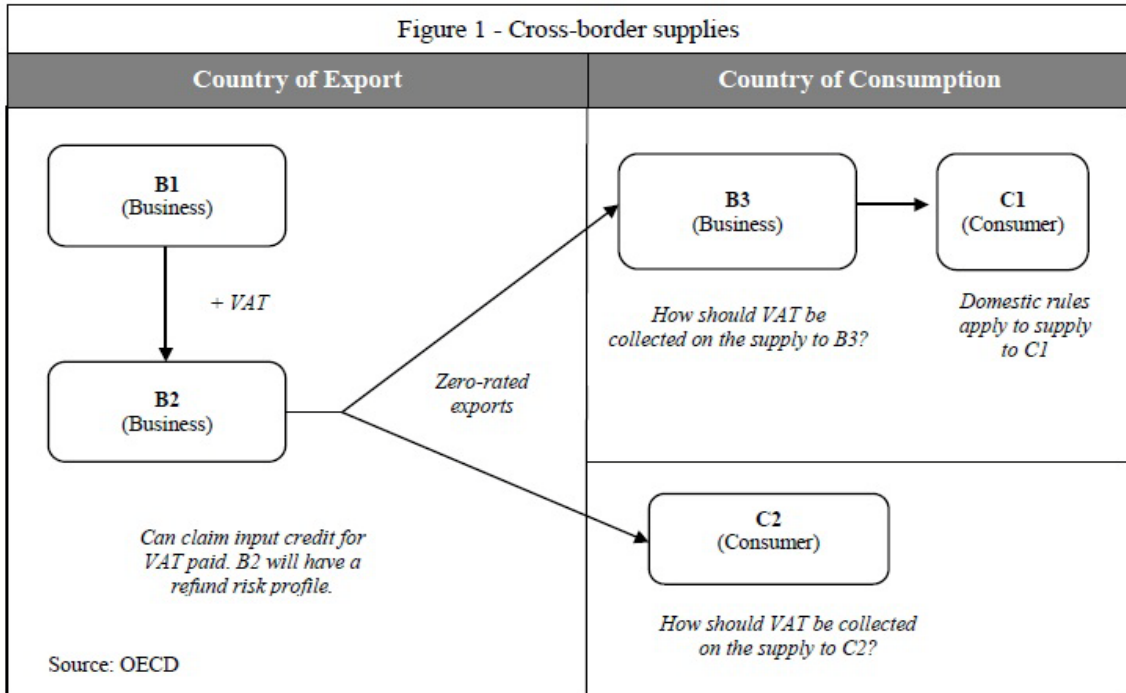 Figure 1 - Cross-border supplies
Country of Export
Country of Consumption
B1
(Business)
+ VAT
B2
(Business)
Can claim input credit for
VAT paid. B2 will have a
refund risk profile.
Source: OECD
Zero-rated
exports
B3
(Business)
How should VAT be
collected on the supply to B3?
C1
(Consumer)
Domestic rules
apply to supply
to C1
C2
(Consumer)
How should VAT be collected
on the supply to C2?